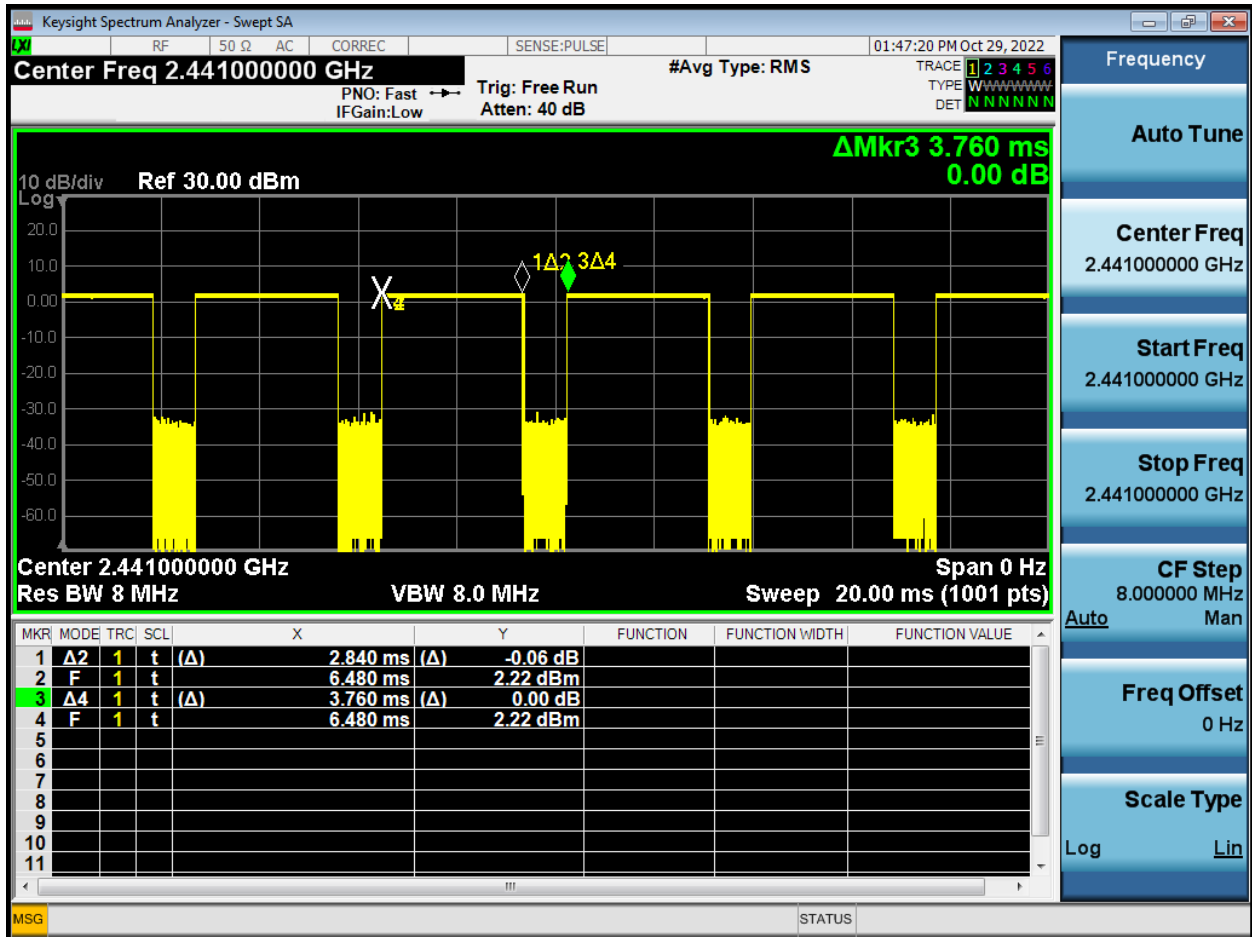 Keysight Spectrum Analyzer - Swept SA
LXI RF 50 Ω AC CORREC SENSE:PULSE 01:47:20 PM Oct 29, 2022
Center Freq 2.441000000 GHz
PNO: Fast
IFGain:Low
Trig: Free Run
Atten: 40 dB
#Avg Type: RMS
TRACE 1 2 3 4 5 6
TYPE WWWWWW
DET N N N N N N
ΔMkr3 3.760 ms
0.00 dB
10 dB/div Ref 30.00 dBm
Log
20.0
10.0
0.00
-10.0
-20.0
-30.0
-40.0
-50.0
-60.0
1Δ2 3Δ4
X 4
Center 2.441000000 GHz Span 0 Hz
Res BW 8 MHz VBW 8.0 MHz Sweep 20.00 ms (1001 pts)
MKR MODE TRC SCL X Y FUNCTION FUNCTION WIDTH FUNCTION VALUE
1 Δ2 1 t (Δ) 2.840 ms (Δ) -0.06 dB
2 F 1 t 6.480 ms 2.22 dBm
3 Δ4 1 t (Δ) 3.760 ms (Δ) 0.00 dB
4 F 1 t 6.480 ms 2.22 dBm
5
6
7
8
9
10
11
MSG STATUS
Frequency
Auto Tune
Center Freq
2.441000000 GHz
Start Freq
2.441000000 GHz
Stop Freq
2.441000000 GHz
CF Step
8.000000 MHz
Auto Man
Freq Offset
0 Hz
Scale Type
Log Lin